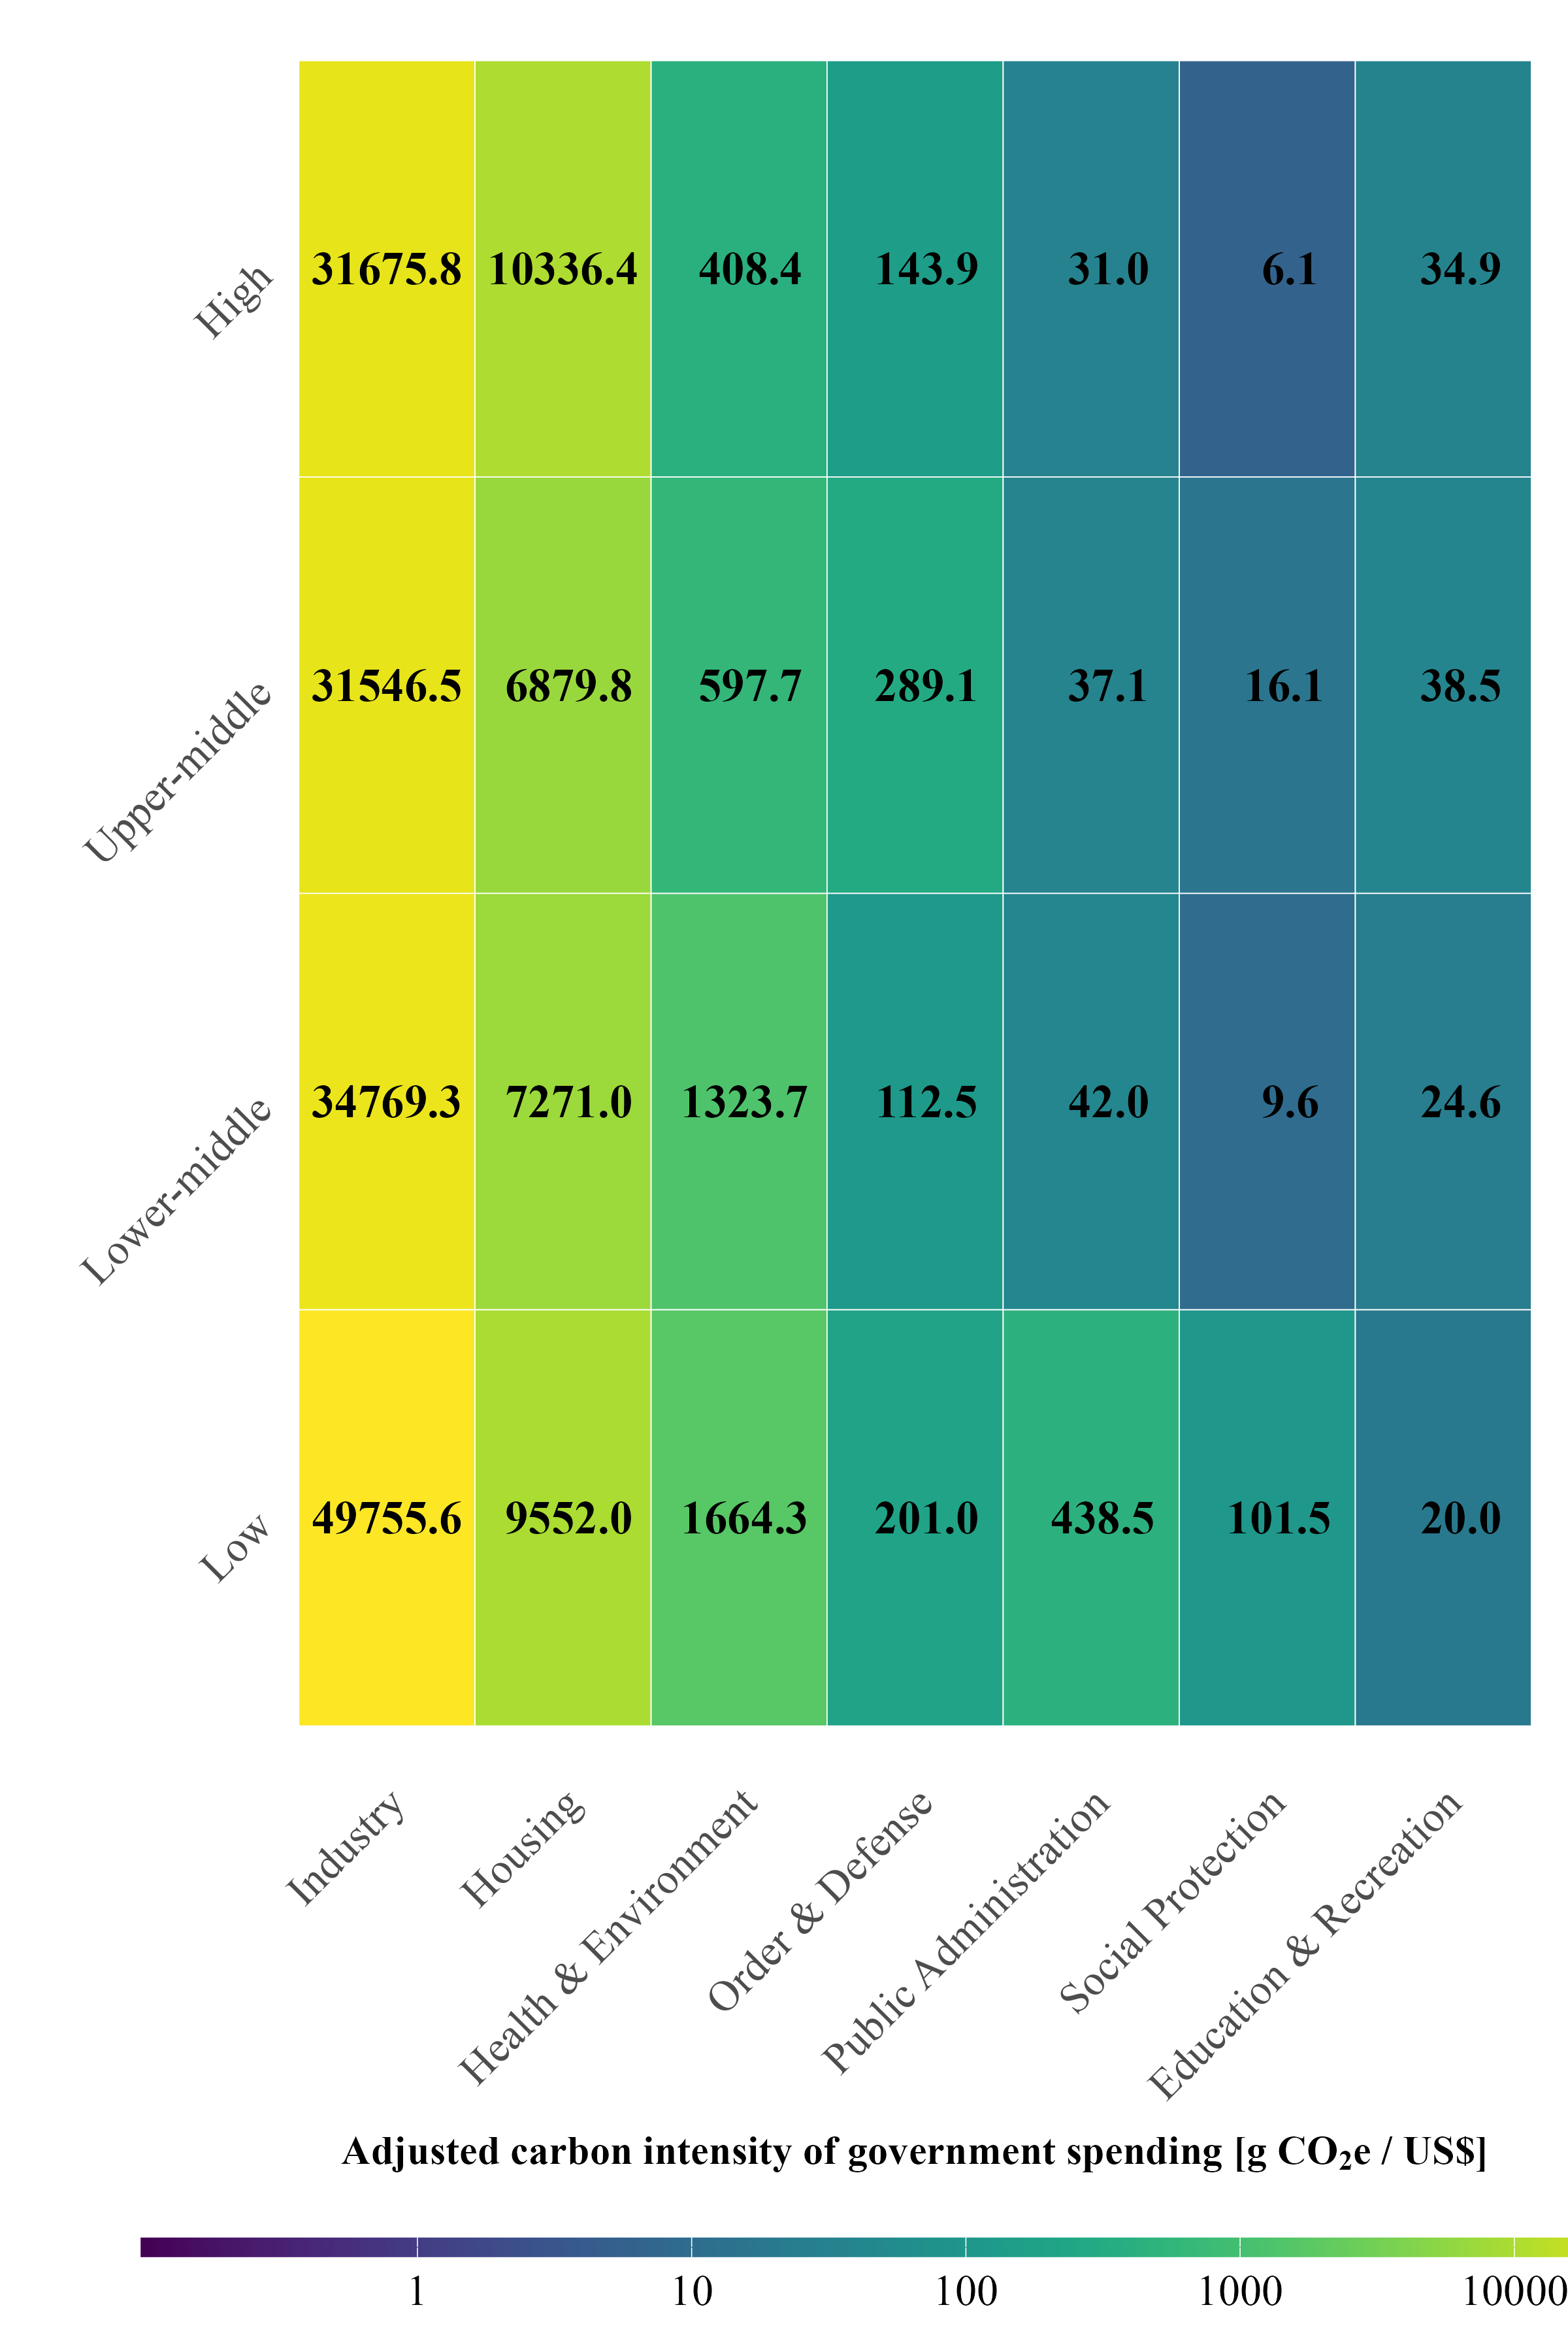 High 31675.8 10336.4 408.4 143.9 31.0 6.1 34.9
Upper-middle 31546.5 6879.8 597.7 289.1 37.1 16.1 38.5
Lower-middle 34769.3 7271.0 1323.7 112.5 42.0 9.6 24.6
Low 49755.6 9552.0 1664.3 201.0 438.5 101.5 20.0
Industry
Housing
Health & Environment
Order & Defense
Public Administration
Social Protection
Education & Recreation
Adjusted carbon intensity of government spending [g CO₂e / US$]
1 10 100 1000 10000